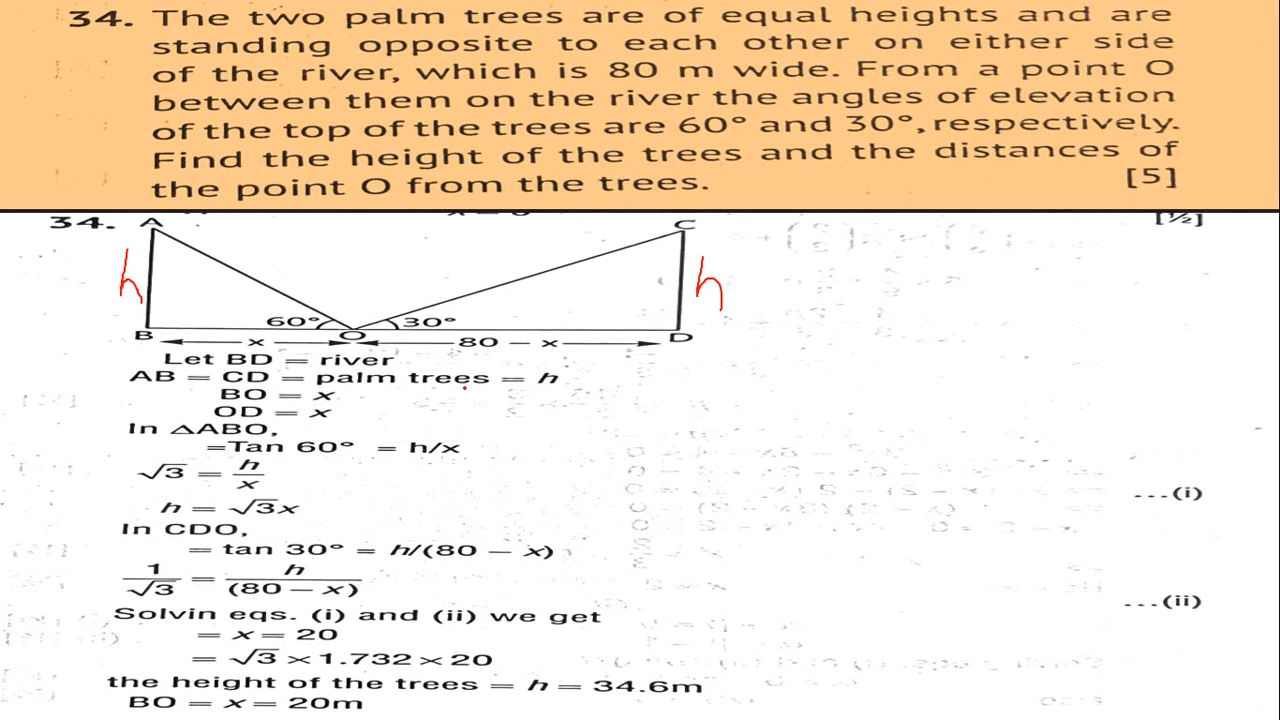 34. The two palm trees are of equal heights and are
standing opposite to each other on either side
of the river, which is 80 m wide. From a point O
between them on the river the angles of elevation
of the top of the trees are 60° and 30°, respectively.
Find the height of the trees and the distances of
the point O from the trees. [5]
34. A C [½]
h h
60° 30°
B O D
x 80 – x
Let BD = river
AB = CD = palm trees = h
BO = x
OD = x
In △ABO,
=Tan 60° = h/x
√3 = h/x ...(i)
h = √3x
In CDO,
= tan 30° = h/(80 – x)
1/√3 = h/(80 – x) ...(ii)
Solvin eqs. (i) and (ii) we get
= x = 20
= √3 × 1.732 × 20
the height of the trees = h = 34.6m
BO = x = 20m